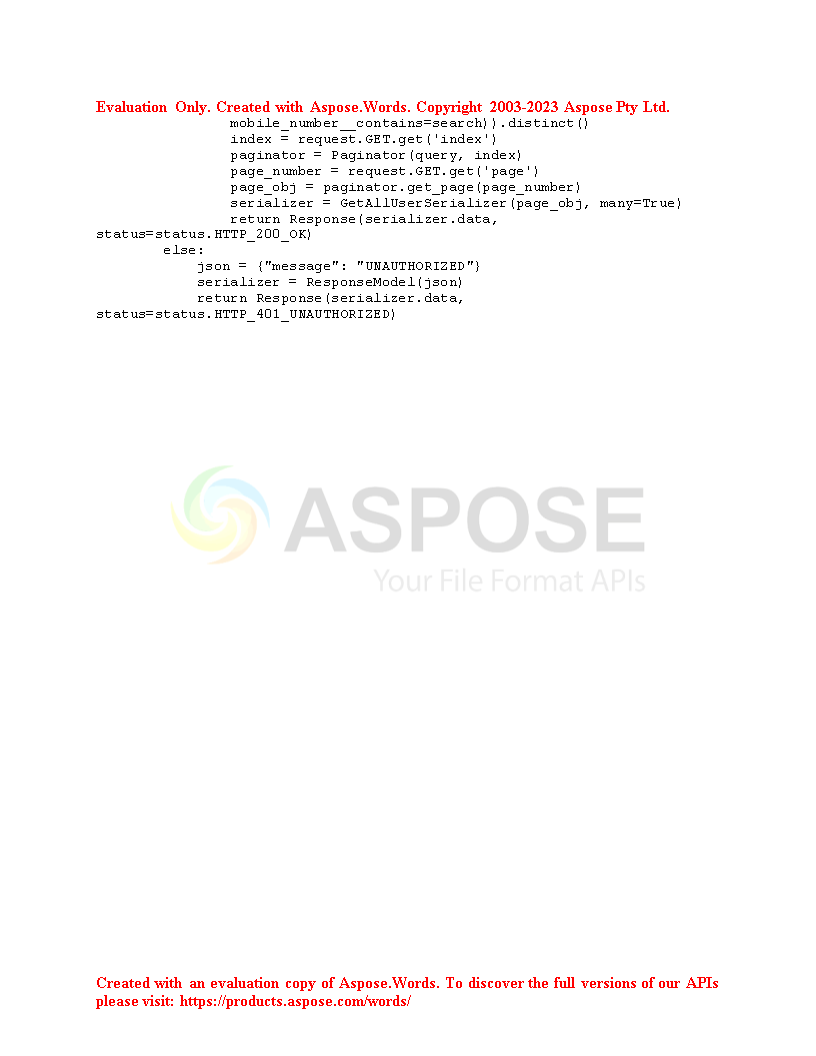 Evaluation Only. Created with Aspose.Words. Copyright 2003-2023 Aspose Pty Ltd.
                mobile_number__contains=search)).distinct()
                index = request.GET.get('index')
                paginator = Paginator(query, index)
                page_number = request.GET.get('page')
                page_obj = paginator.get_page(page_number)
                serializer = GetAllUserSerializer(page_obj, many=True)
                return Response(serializer.data,
status=status.HTTP_200_OK)
        else:
            json = {"message": "UNAUTHORIZED"}
            serializer = ResponseModel(json)
            return Response(serializer.data,
status=status.HTTP_401_UNAUTHORIZED)
ASPOSE
Your File Format APIs
Created with an evaluation copy of Aspose.Words. To discover the full versions of our APIs
please visit: https://products.aspose.com/words/